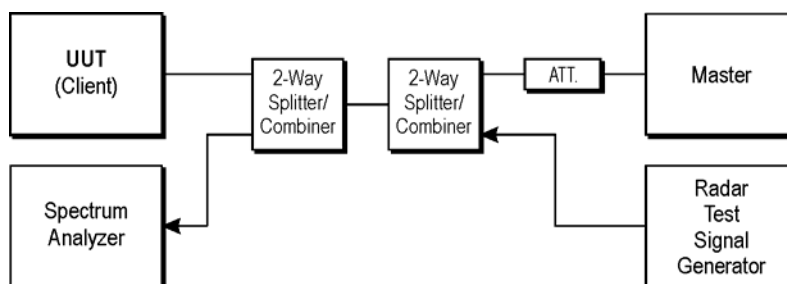 UUT
(Client)
2-Way
Splitter/
Combiner
2-Way
Splitter/
Combiner
ATT.
Master
Spectrum
Analyzer
Radar
Test
Signal
Generator